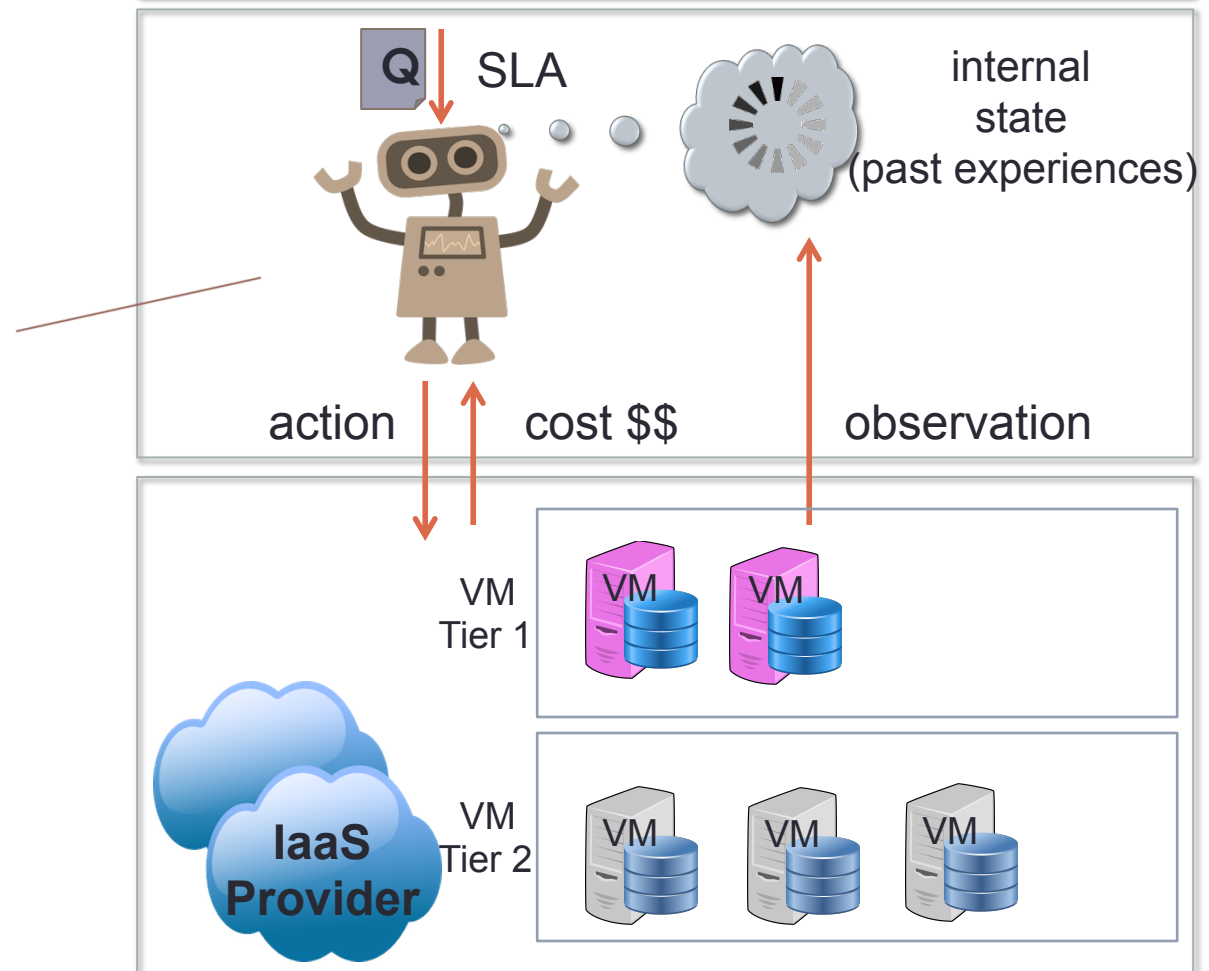 Q
SLA
internal
state
(past experiences)
action
cost $$
observation
VM
Tier 1
VM
VM
VM
Tier 2
VM
VM
VM
IaaS
Provider